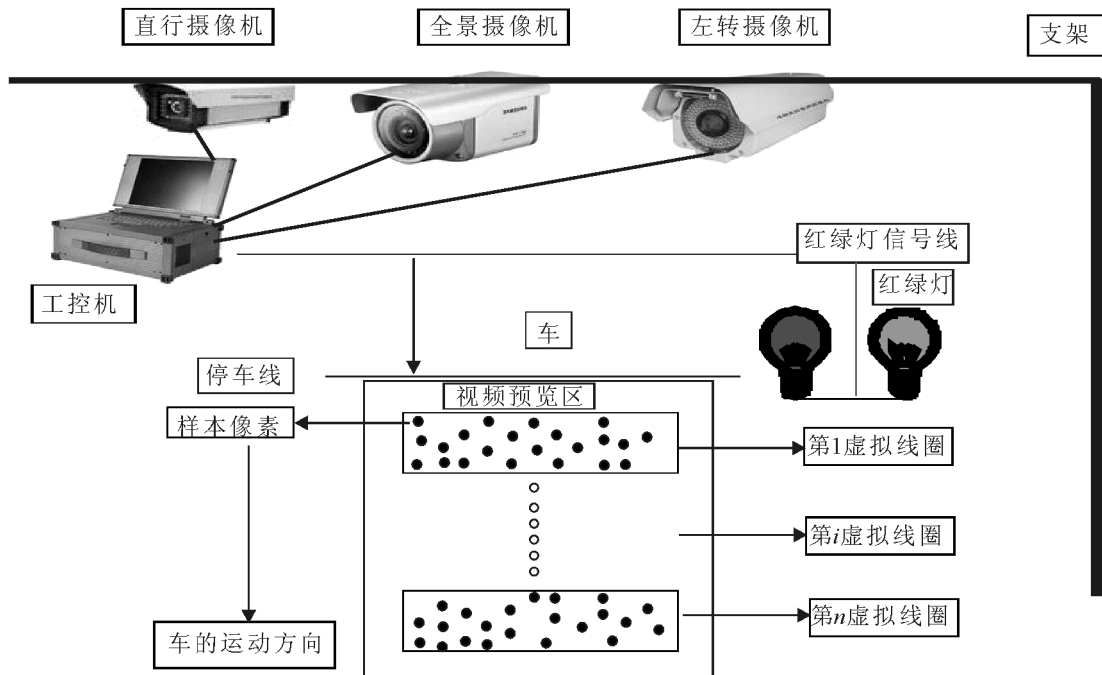 直行摄像机
全景摄像机
左转摄像机
支架
SAMSUNG
工控机
红绿灯信号线
红绿灯
车
停车线
视频预览区
样本像素
第1虚拟线圈
第i虚拟线圈
第n虚拟线圈
车的运动方向